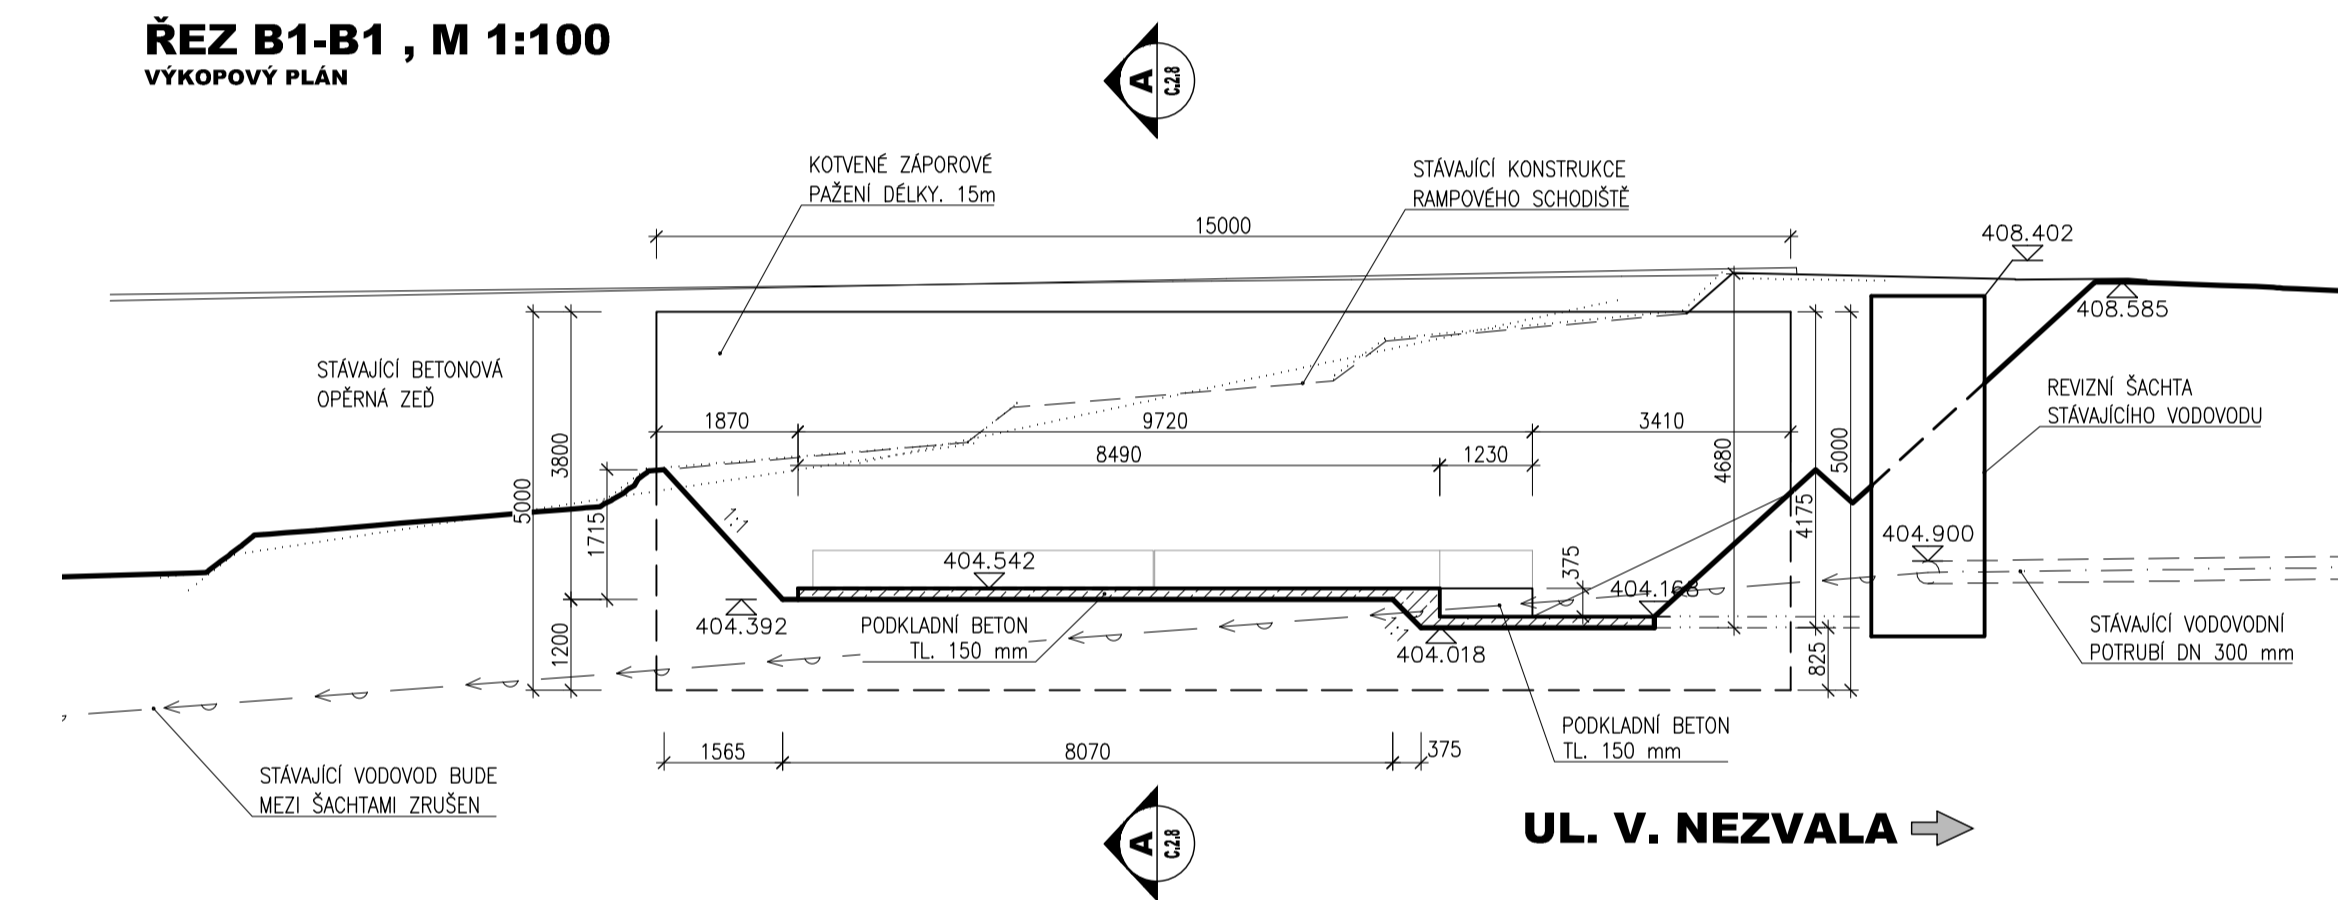 ŘEZ B1-B1 , M 1:100
VÝKOPOVÝ PLÁN
A
C.2.8
KOTVENÉ ZÁPOROVÉ
PAŽENÍ DÉLKY. 15m
STÁVAJÍCÍ KONSTRUKCE
RAMPOVÉHO SCHODIŠTĚ
15000
408.402
408.585
STÁVAJÍCÍ BETONOVÁ
OPĚRNÁ ZEĎ
REVIZNÍ ŠACHTA
STÁVAJÍCÍHO VODOVODU
1870
9720
3410
8490
1230
5000
3800
1715
1200
1:1
4680
5000
4175
825
375
404.542
404.900
404.168
404.392
404.018
1:1
PODKLADNÍ BETON
TL. 150 mm
STÁVAJÍCÍ VODOVODNÍ
POTRUBÍ DN 300 mm
PODKLADNÍ BETON
TL. 150 mm
1565
8070
375
STÁVAJÍCÍ VODOVOD BUDE
MEZI ŠACHTAMI ZRUŠEN
A
C.2.8
UL. V. NEZVALA